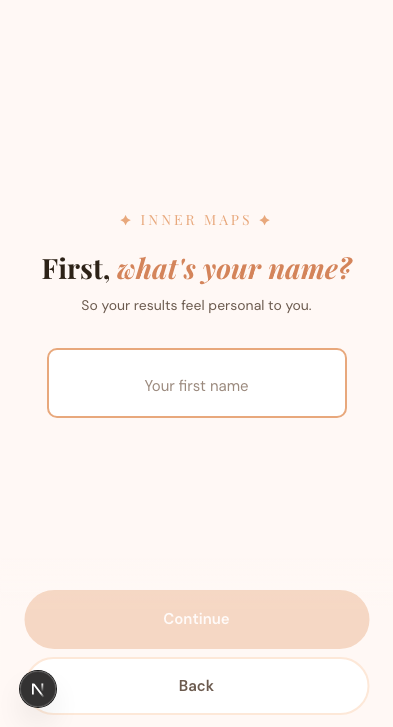 ✦ INNER MAPS ✦
First, what's your name?
So your results feel personal to you.
Your first name
Continue
Back
N